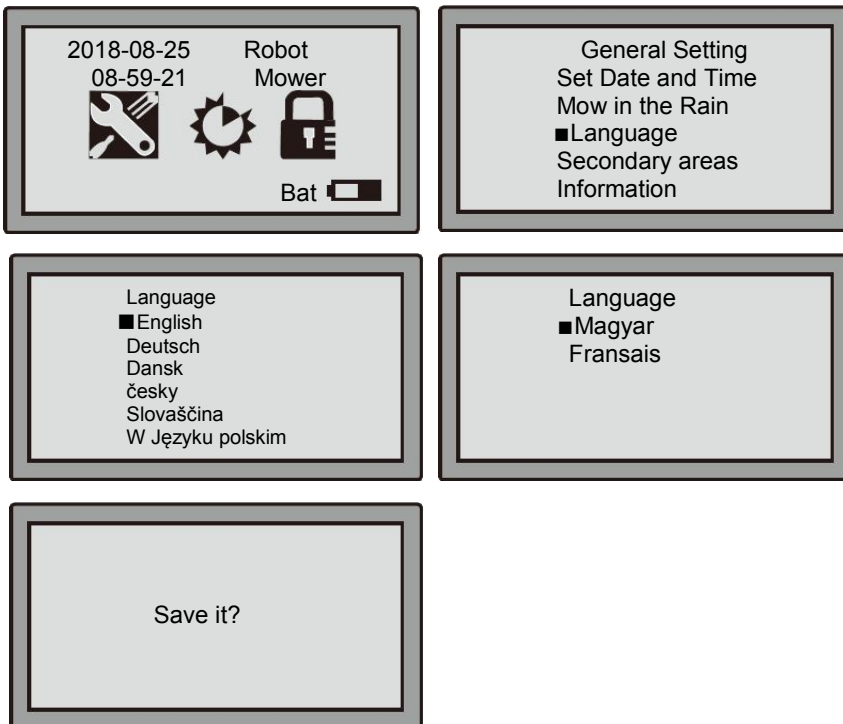 2018-08-25 Robot
08-59-21 Mower
Bat
General Setting
Set Date and Time
Mow in the Rain
■Language
Secondary areas
Information
Language
■English
Deutsch
Dansk
česky
Slovaščina
W Języku polskim
Language
■Magyar
Fransais
Save it?